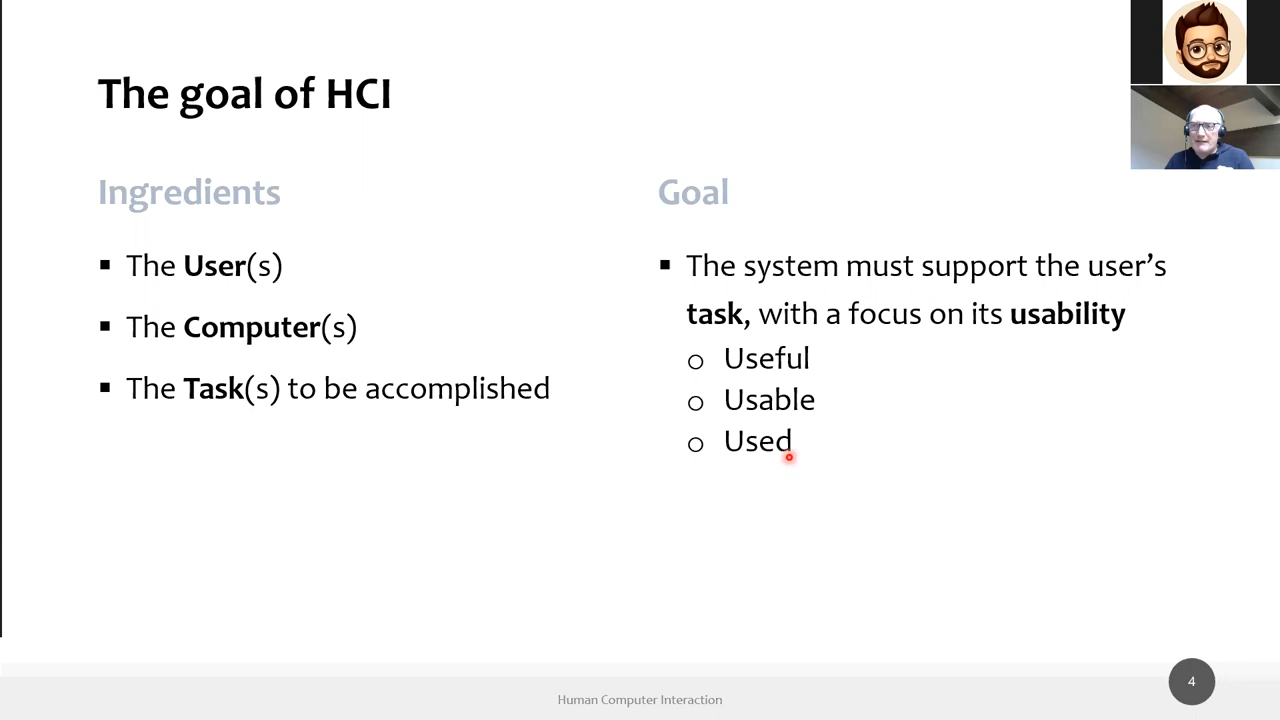 The goal of HCI
Ingredients
▪ The User(s)
▪ The Computer(s)
▪ The Task(s) to be accomplished
Goal
▪ The system must support the user’s
task, with a focus on its usability
o Useful
o Usable
o Used
Human Computer Interaction
4